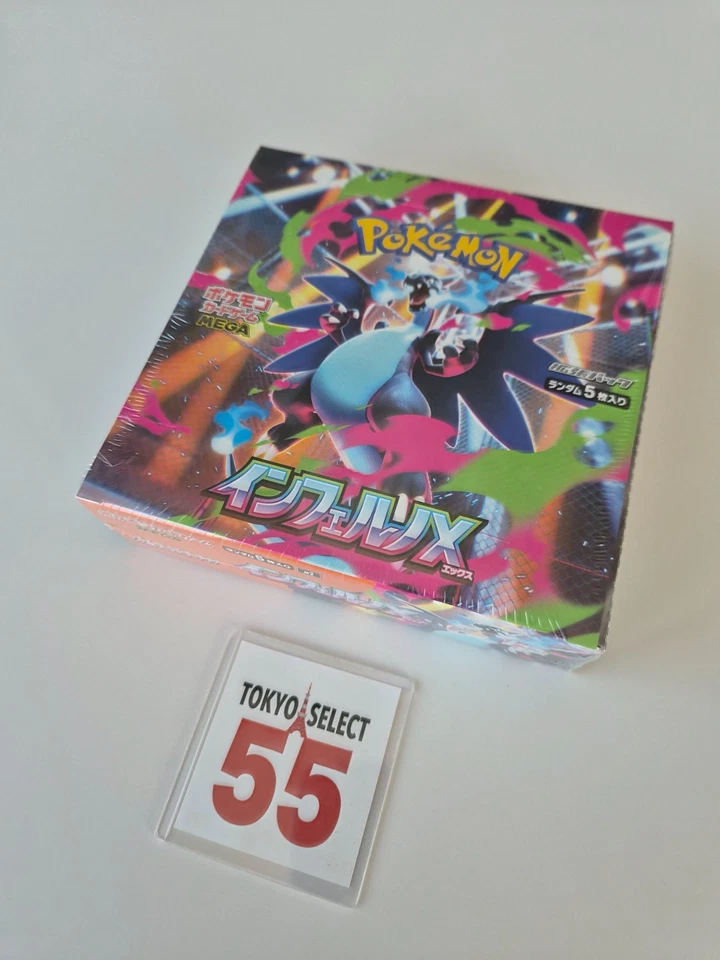 POKÉMON
ポケモン
カードゲーム
MEGA
拡張パック
ランダム5枚入り
インフェルノX
エックス
TOKYO SELECT
55